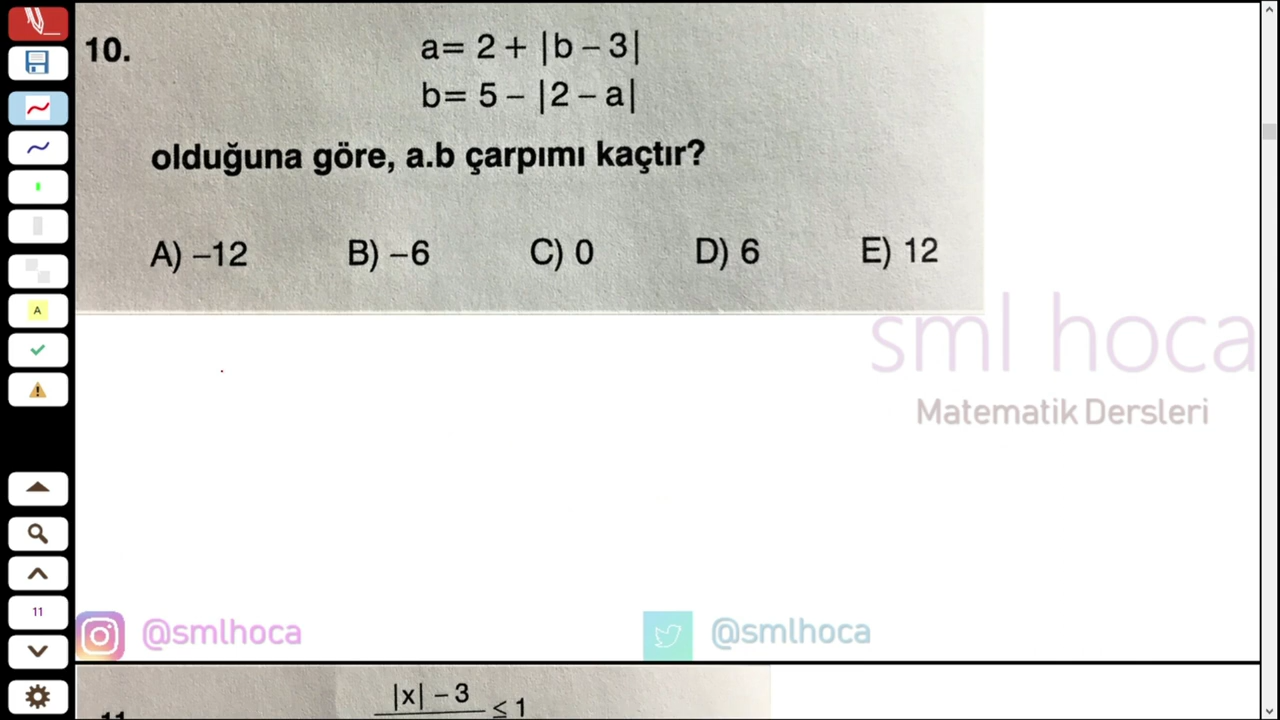 10.
a= 2 + |b – 3|
b= 5 – |2 – a|
olduğuna göre, a.b çarpımı kaçtır?
A) –12 B) –6 C) 0 D) 6 E) 12
sml hoca
Matematik Dersleri
A
11
@smlhoca @smlhoca
|x| – 3
≤ 1